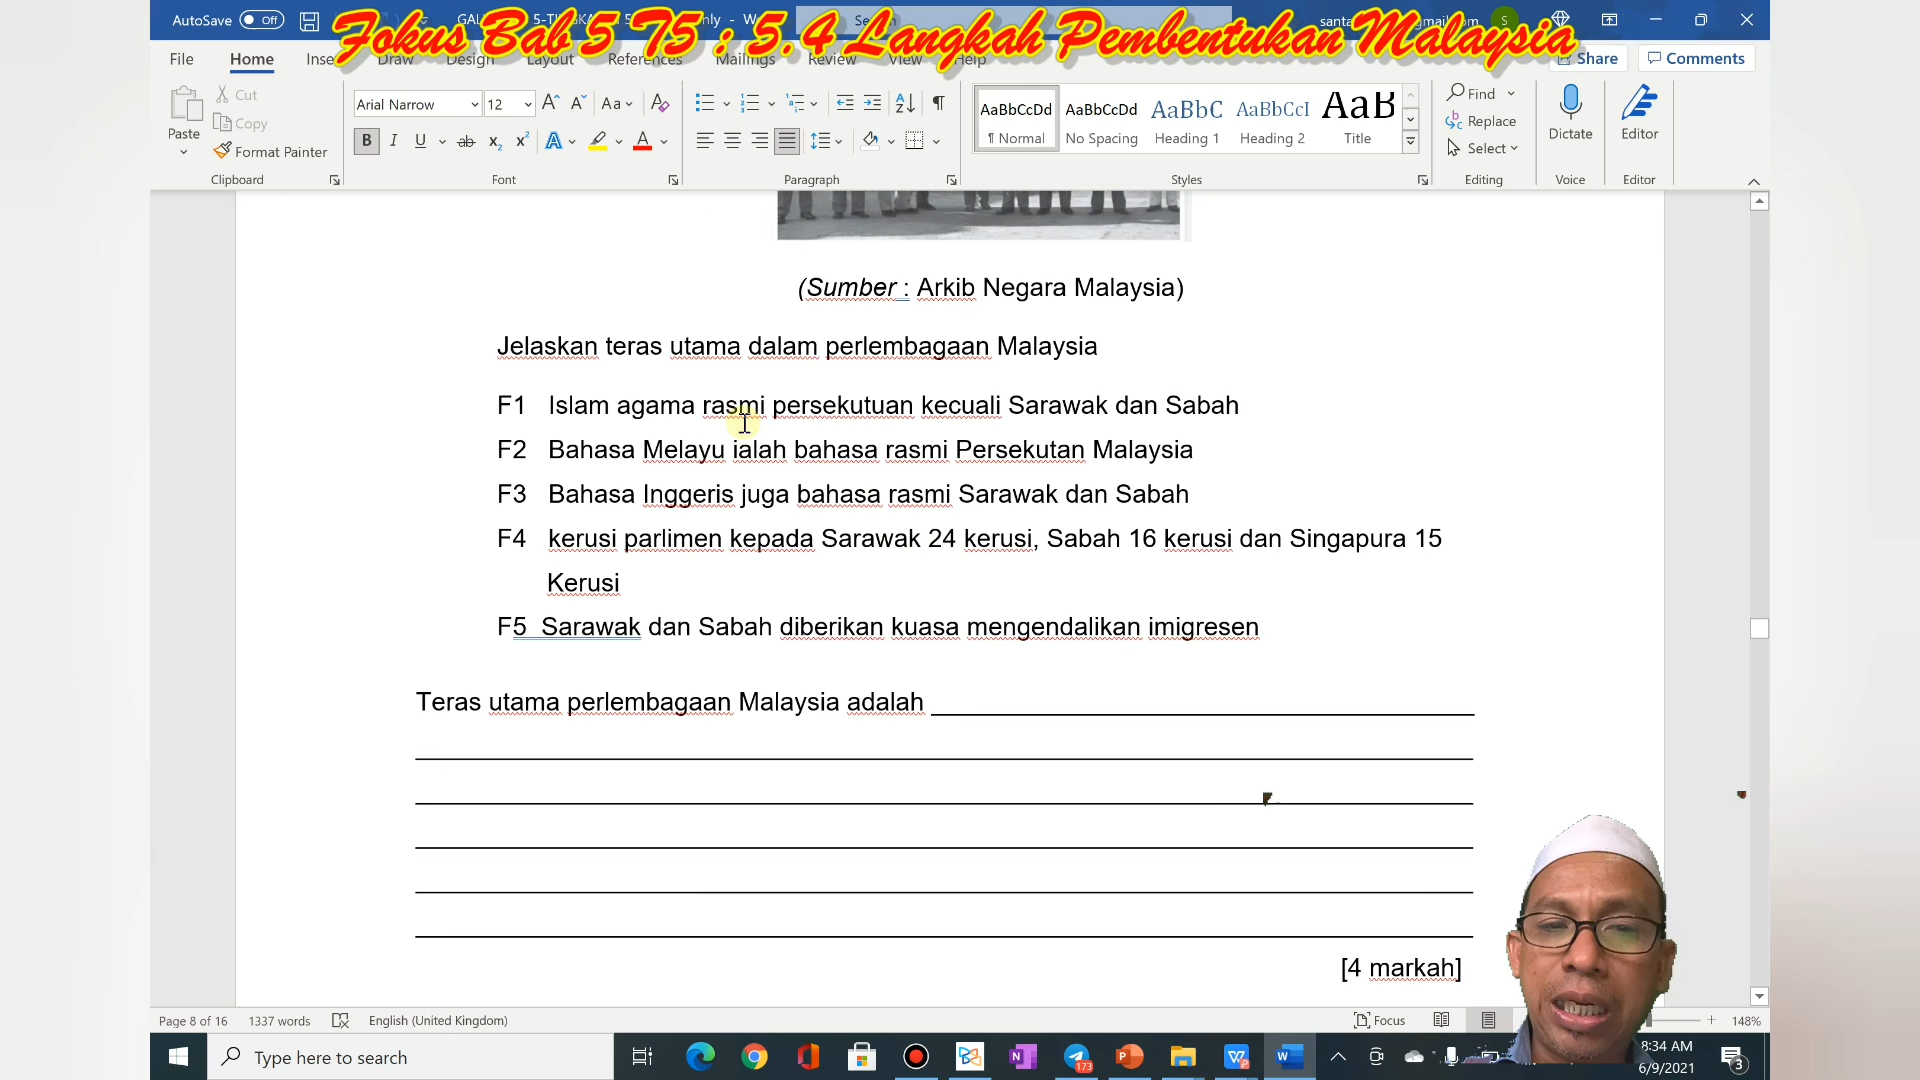 AutoSave Off
Fokus Bab 5 T5 : 5.4 Langkah Pembentukan Malaysia
File Home Draw Design Layout References Mailings Review View Help Share Comments
Paste Cut
Copy
Format Painter
Arial Narrow 12 Aa
B I U ab x₂ x² A A
AaBbCcDd AaBbCcDd AaBbC AaBbCcI AaB
¶ Normal No Spacing Heading 1 Heading 2 Title
Find
Replace
Select
Dictate Editor
Clipboard Font Paragraph Styles Editing Voice Editor
(Sumber : Arkib Negara Malaysia)
Jelaskan teras utama dalam perlembagaan Malaysia
F1 Islam agama rasmi persekutuan kecuali Sarawak dan Sabah
F2 Bahasa Melayu ialah bahasa rasmi Persekutan Malaysia
F3 Bahasa Inggeris juga bahasa rasmi Sarawak dan Sabah
F4 kerusi parlimen kepada Sarawak 24 kerusi, Sabah 16 kerusi dan Singapura 15
Kerusi
F5 Sarawak dan Sabah diberikan kuasa mengendalikan imigresen
Teras utama perlembagaan Malaysia adalah
[4 markah]
Page 8 of 16 1337 words English (United Kingdom) Focus 148%
Type here to search
173
8:34 AM
6/9/2021
3